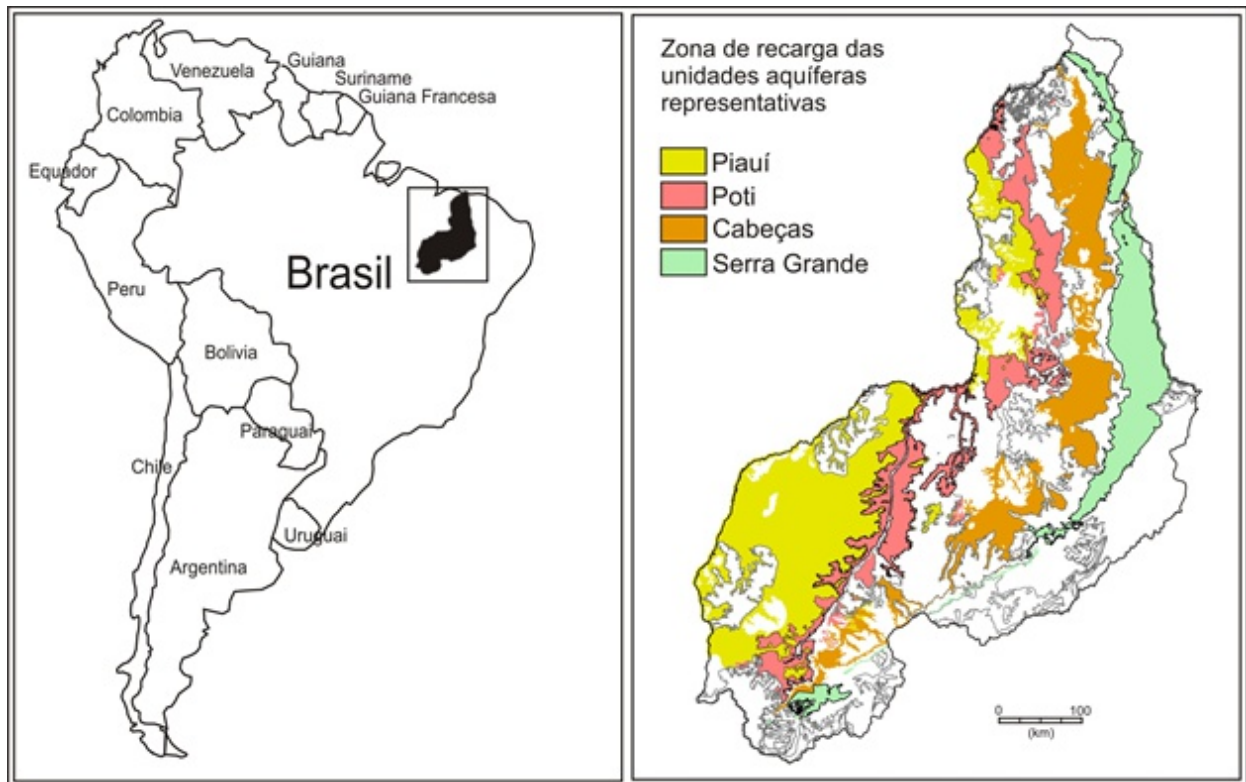 Venezuela
Guiana
Suriname
Guiana Francesa
Colombia
Equador
Brasil
Peru
Bolivia
Paraguai
Chile
Uruguai
Argentina
Zona de recarga das
unidades aquíferas
representativas
Piauí
Poti
Cabeças
Serra Grande
0 100
(km)